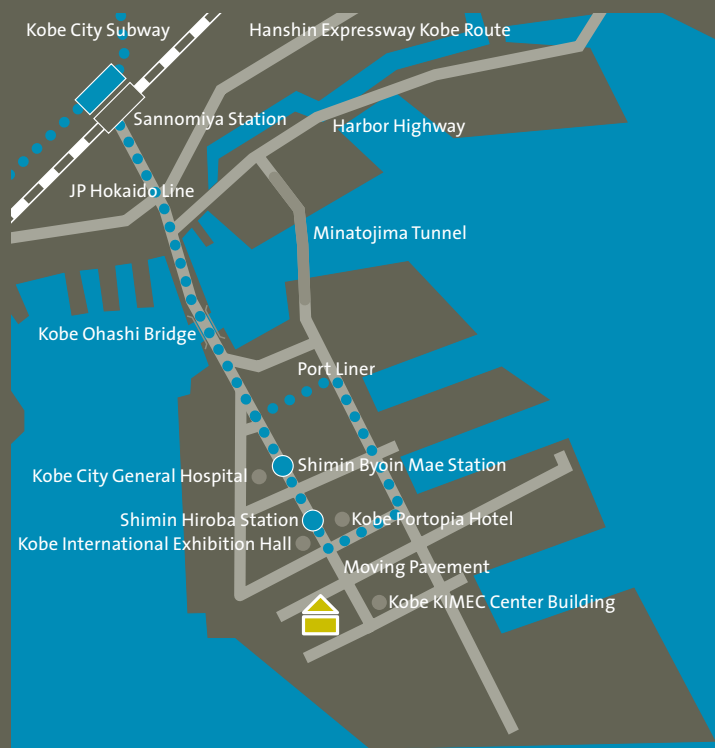 Kobe City Subway
Hanshin Expressway Kobe Route
Sannomiya Station
Harbor Highway
JP Hokaido Line
Minatojima Tunnel
Kobe Ohashi Bridge
Port Liner
Shimin Byoin Mae Station
Kobe City General Hospital
Shimin Hiroba Station
Kobe Portopia Hotel
Kobe International Exhibition Hall
Moving Pavement
Kobe KIMEC Center Building